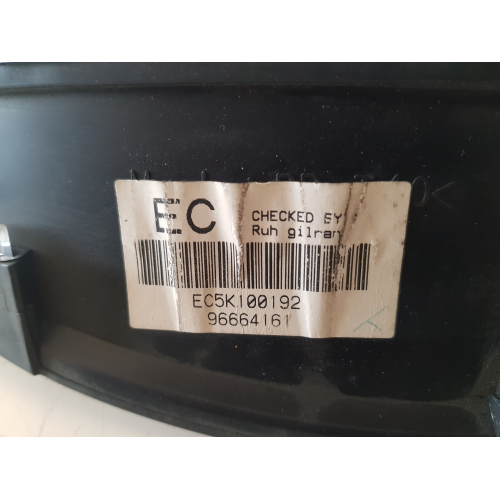 EC
CHECKED BY
Ruh gilran
EC5K100192
96664161